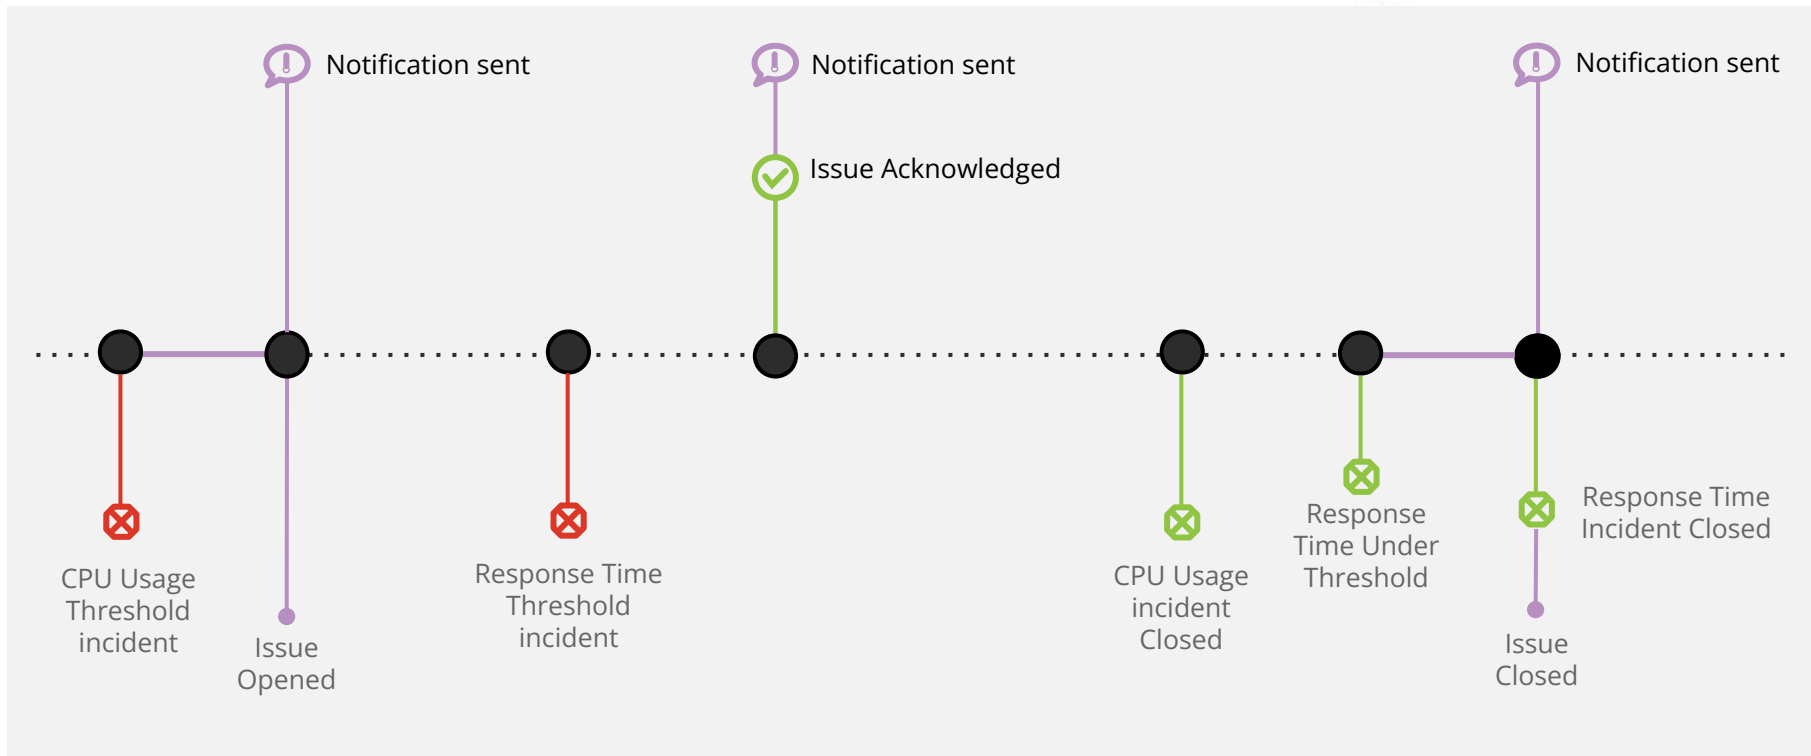 Notification sent
Notification sent
Notification sent
Issue Acknowledged
CPU Usage
Threshold
incident
Issue
Opened
Response Time
Threshold
incident
CPU Usage
incident
Closed
Response
Time Under
Threshold
Response Time
Incident Closed
Issue
Closed